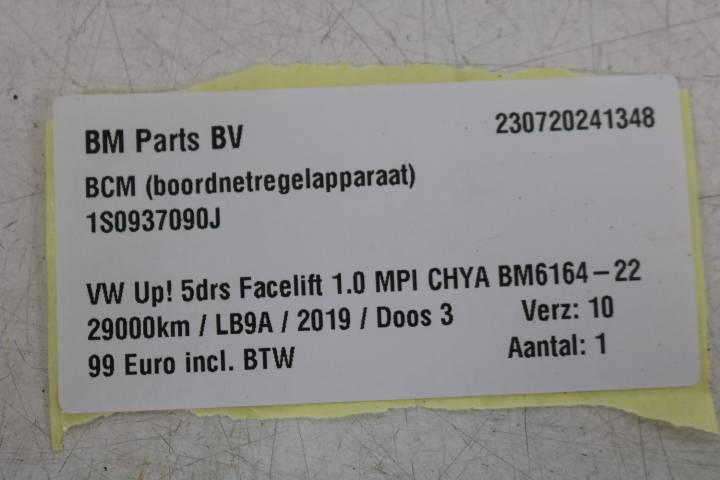 BM Parts BV 230720241348
BCM (boordnetregelapparaat)
1S0937090J
VW Up! 5drs Facelift 1.0 MPI CHYA BM6164-22
29000km / LB9A / 2019 / Doos 3 Verz: 10
99 Euro incl. BTW Aantal: 1